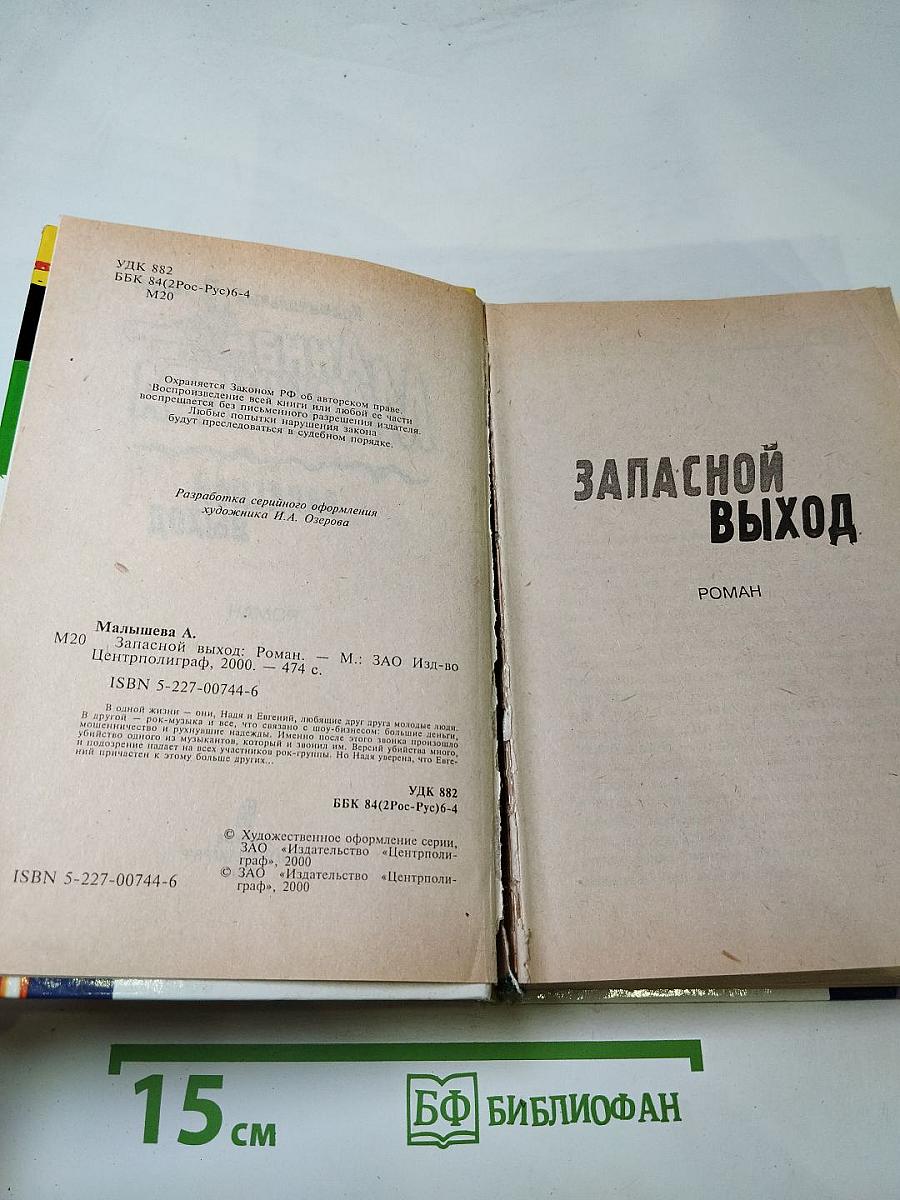 УДК 882
ББК 84(2Рос-Рус)6-4
М20
Охраняется Законом РФ об авторском праве.
Воспроизведение всей книги или любой ее части
воспрещается без письменного разрешения издателя.
Любые попытки нарушения закона
будут преследоваться в судебном порядке.
Разработка серийного оформления
художника И.А. Озерова
Малышева А.
М20 Запасной выход: Роман. — М.: ЗАО Изд-во
Центрполиграф, 2000. — 474 с.
ISBN 5-227-00744-6
В одной жизни — они, Надя и Евгений, любящие друг друга молодые люди.
В другой — рок-музыка и все, что связано с шоу-бизнесом: большие деньги,
мошенничество и рухнувшие надежды. Именно после этого звонка произошло
убийство одного из музыкантов, который и звонил им. Версий убийства много,
и подозрение падает на всех участников рок-группы. Но Надя уверена, что Евге-
ний причастен к этому больше других...
УДК 882
ББК 84(2Рос-Рус)6-4
© Художественное оформление серии,
ЗАО «Издательство «Центрполи-
граф», 2000
© ЗАО «Издательство «Центрполи-
граф», 2000
ISBN 5-227-00744-6
ЗАПАСНОЙ
ВЫХОД
РОМАН
15 см
БФ БИБЛИОФАН